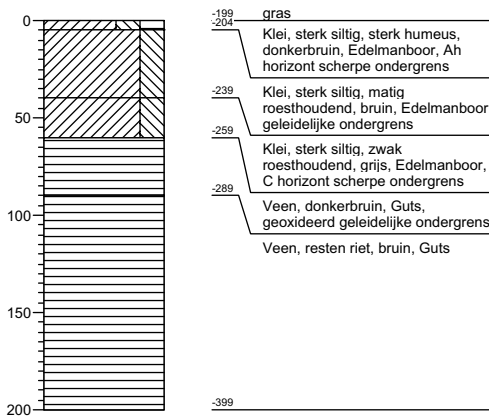 0
50
100
150
200
-199
gras
-204
Klei, sterk siltig, sterk humeus,
donkerbruin, Edelmanboor, Ah
horizont scherpe ondergrens
-239
Klei, sterk siltig, matig
roesthoudend, bruin, Edelmanboor
geleidelijke ondergrens
-259
Klei, sterk siltig, zwak
roesthoudend, grijs, Edelmanboor,
C horizont scherpe ondergrens
-289
Veen, donkerbruin, Guts,
geoxideerd geleidelijke ondergrens
Veen, resten riet, bruin, Guts
-399